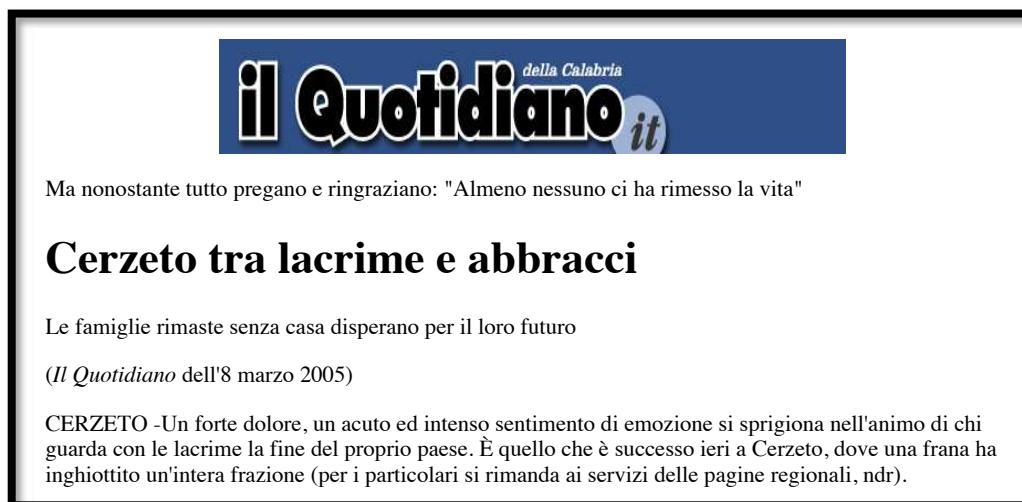 della Calabria
il Quotidiano it
Ma nonostante tutto pregano e ringraziano: "Almeno nessuno ci ha rimesso la vita"
Cerzeto tra lacrime e abbracci
Le famiglie rimaste senza casa disperano per il loro futuro
(Il Quotidiano dell'8 marzo 2005)
CERZETO -Un forte dolore, un acuto ed intenso sentimento di emozione si sprigiona nell'animo di chi
guarda con le lacrime la fine del proprio paese. È quello che è successo ieri a Cerzeto, dove una frana ha
inghiottito un'intera frazione (per i particolari si rimanda ai servizi delle pagine regionali, ndr).